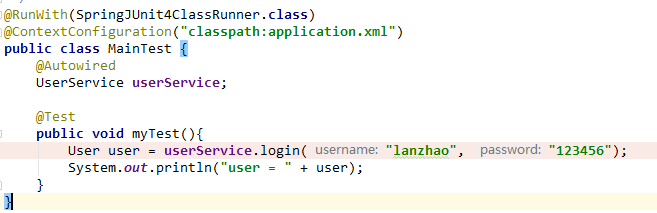 @RunWith(SpringJUnit4ClassRunner.class)
@ContextConfiguration("classpath:application.xml")
public class MainTest {
    @Autowired
    UserService userService;

    @Test
    public void myTest(){
        User user = userService.login( username: "lanzhao", password: "123456");
        System.out.println("user = " + user);
    }
}